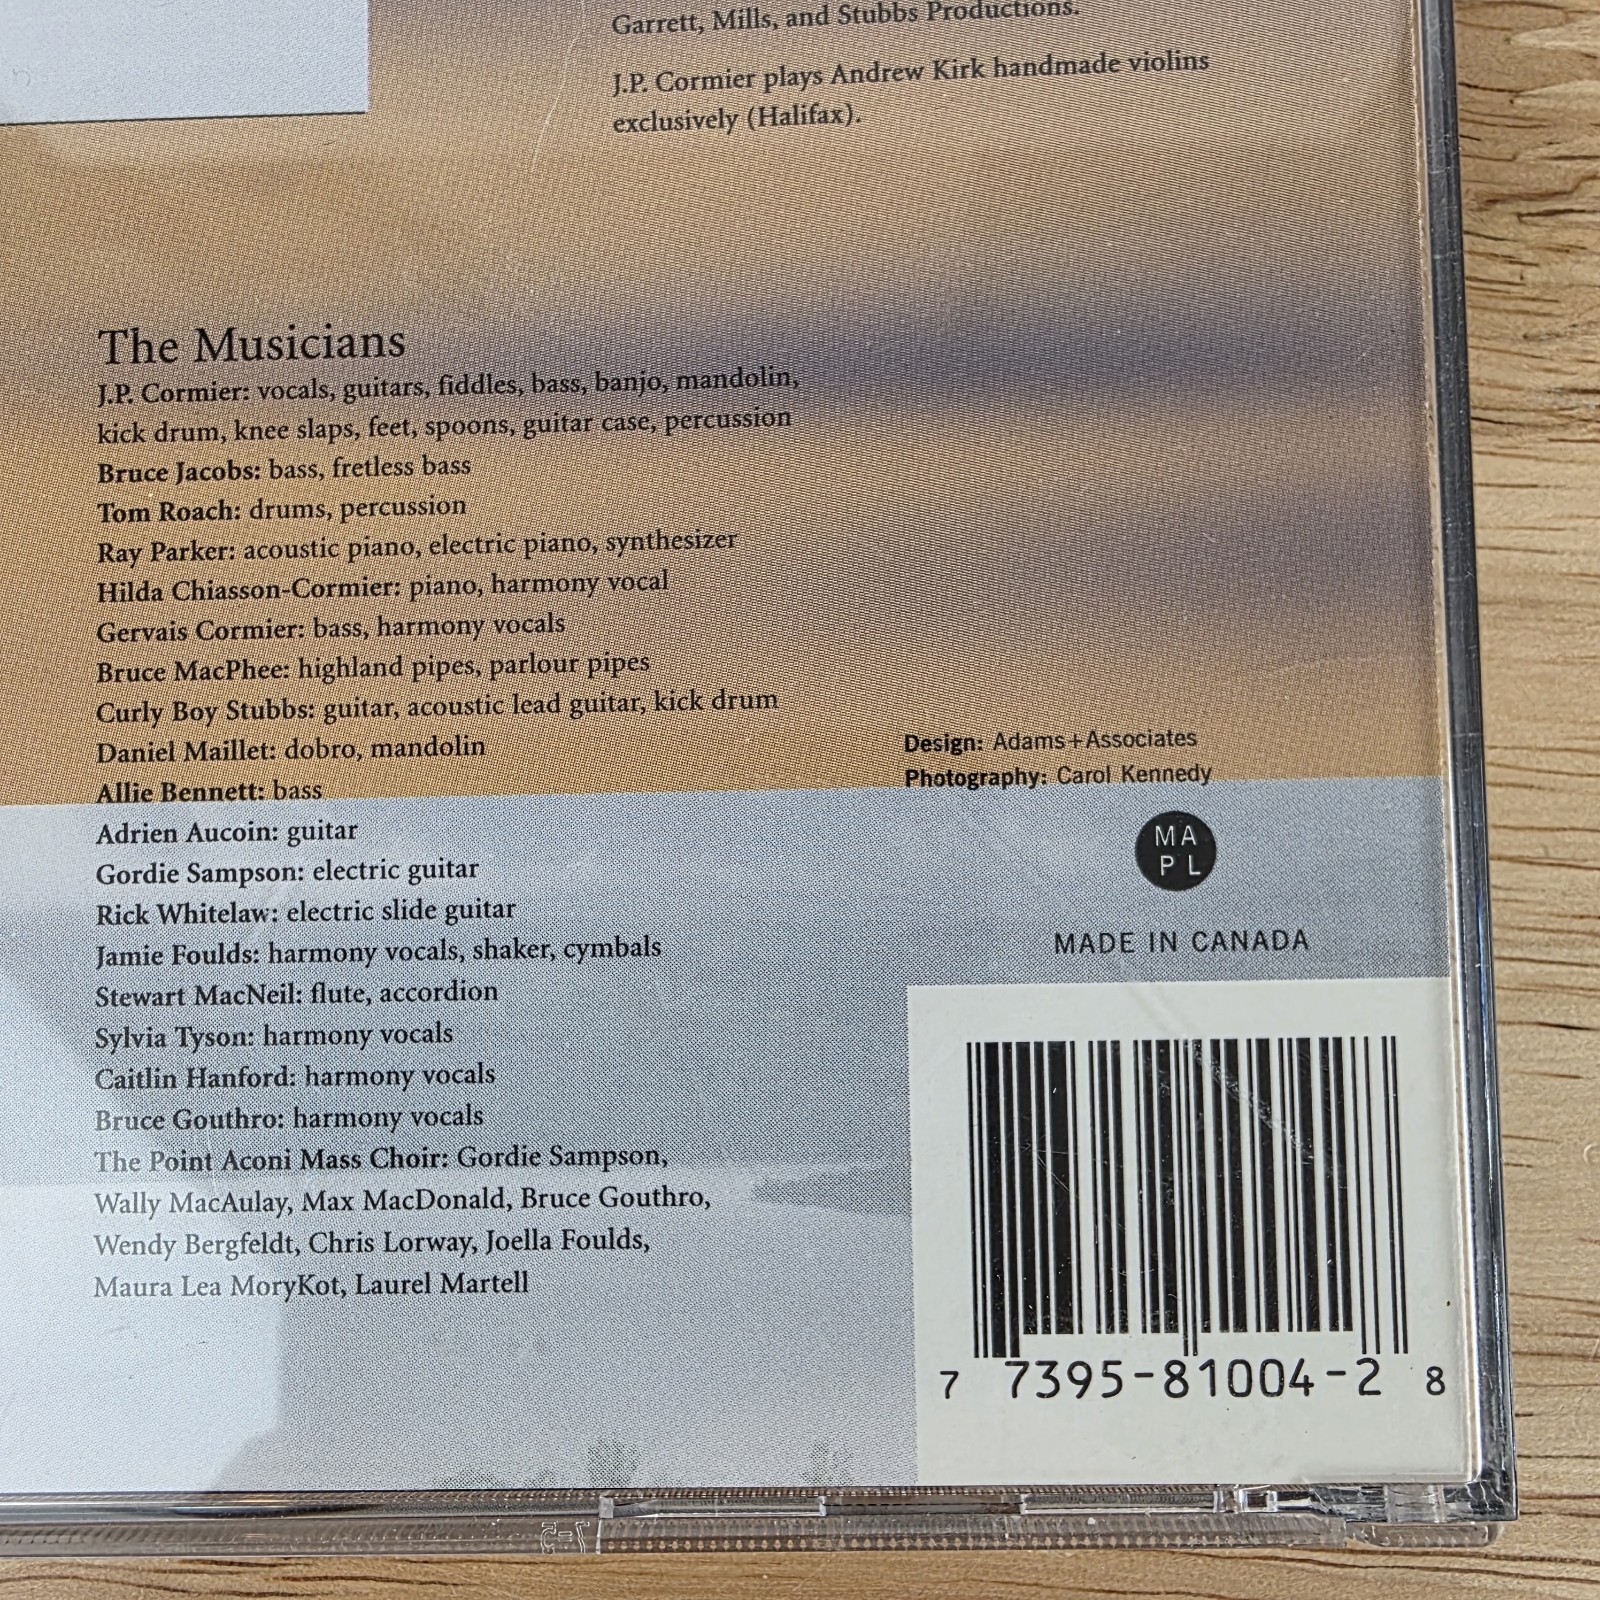 Garrett, Mills, and Stubbs Productions.
J.P. Cormier plays Andrew Kirk handmade violins
exclusively (Halifax).
The Musicians
J.P. Cormier: vocals, guitars, fiddles, bass, banjo, mandolin,
kick drum, knee slaps, feet, spoons, guitar case, percussion
Bruce Jacobs: bass, fretless bass
Tom Roach: drums, percussion
Ray Parker: acoustic piano, electric piano, synthesizer
Hilda Chiasson-Cormier: piano, harmony vocal
Gervais Cormier: bass, harmony vocals
Bruce MacPhee: highland pipes, parlour pipes
Curly Boy Stubbs: guitar, acoustic lead guitar, kick drum
Daniel Maillet: dobro, mandolin
Allie Bennett: bass
Adrien Aucoin: guitar
Gordie Sampson: electric guitar
Rick Whitelaw: electric slide guitar
Jamie Foulds: harmony vocals, shaker, cymbals
Stewart MacNeil: flute, accordion
Sylvia Tyson: harmony vocals
Caitlin Hanford: harmony vocals
Bruce Gouthro: harmony vocals
The Point Aconi Mass Choir: Gordie Sampson,
Wally MacAulay, Max MacDonald, Bruce Gouthro,
Wendy Bergfeldt, Chris Lorway, Joella Foulds,
Maura Lea MoryKot, Laurel Martell
Design: Adams+Associates
Photography: Carol Kennedy
MA
PL
MADE IN CANADA
7 7395-81004-2 8